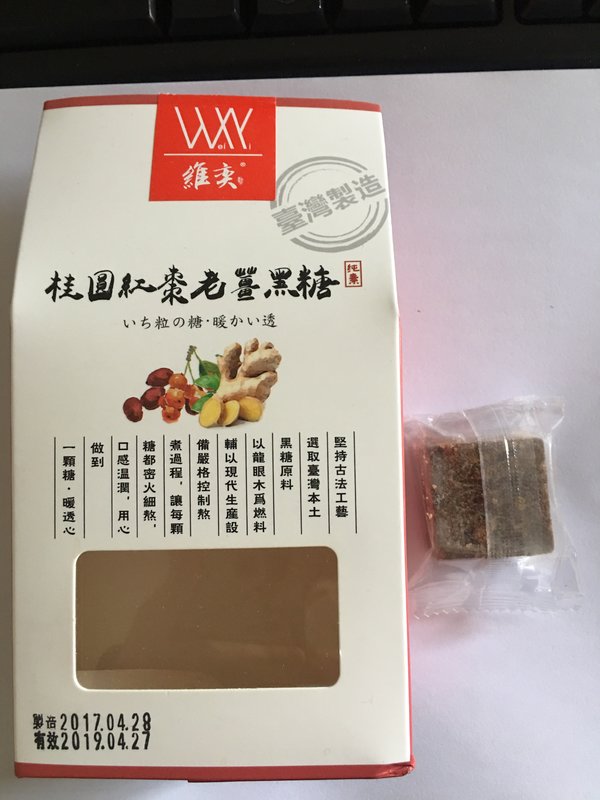 維奕®
臺灣製造
桂圓紅棗老薑黑糖
純素
いち粒の糖·暖かい透
堅持古法工藝
選取臺灣本土
黑糖原料
以龍眼木爲燃料
輔以現代生産設
備嚴格控制熬
煮過程，讓每顆
糖都密火細熬，
口感温潤，用心
做到
一顆糖·暖透心
製造2017.04.28
有效2019.04.27